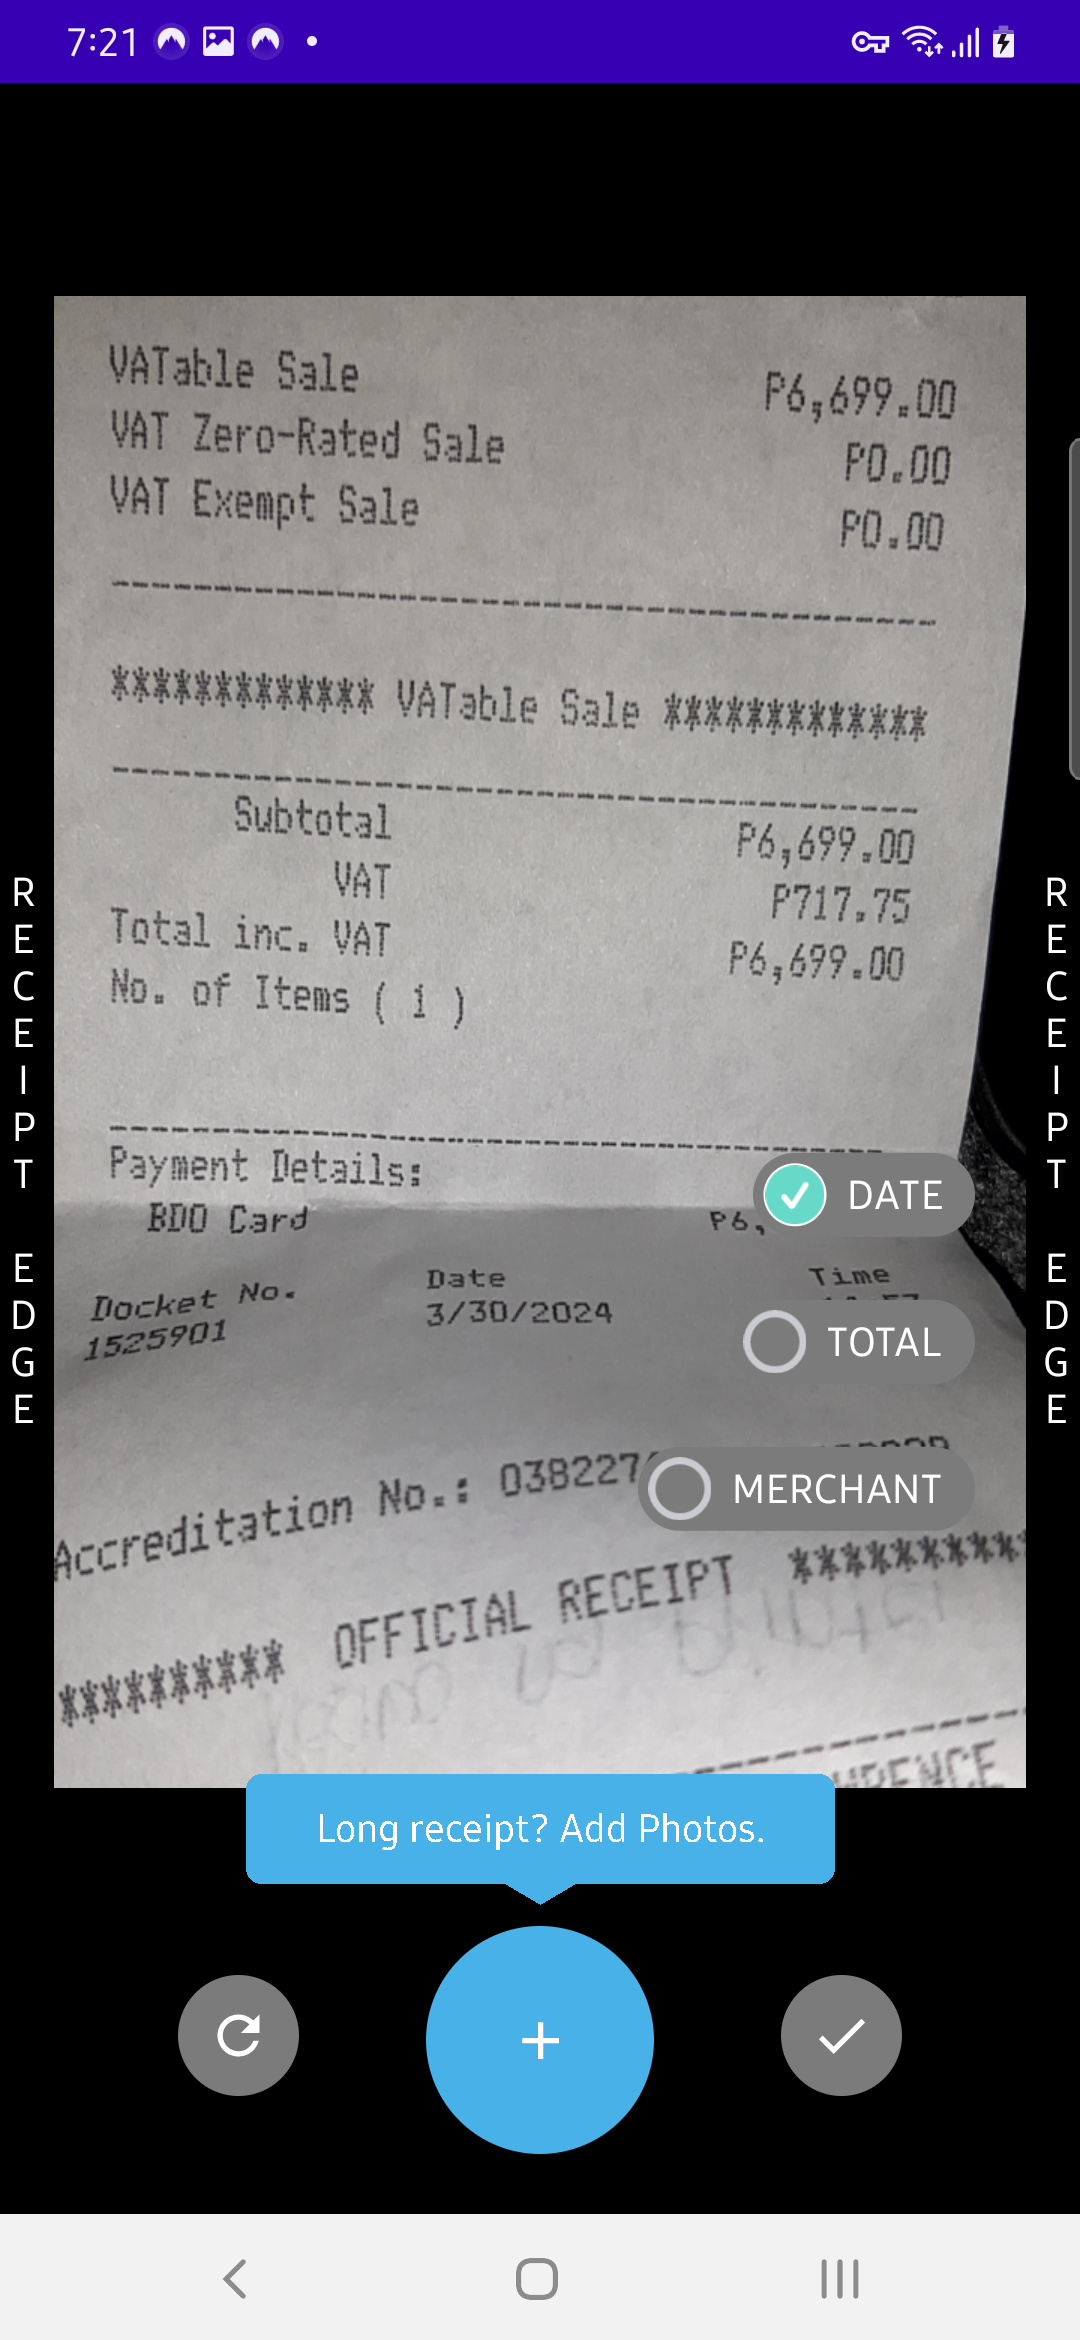 7:21
VATable Sale P6,699.00
VAT Zero-Rated Sale P0.00
VAT Exempt Sale P0.00
************* VATable Sale *************
Subtotal P6,699.00
VAT P717.75
Total inc. VAT P6,699.00
No. of Items ( 1 )
Payment Details:
BDO Card P6,
DATE
Docket No. Date Time
1525901 3/30/2024
TOTAL
Accreditation No.: 038227
MERCHANT
********** OFFICIAL RECEIPT **********
RECEIPT EDGE
RECEIPT EDGE
Long receipt? Add Photos.